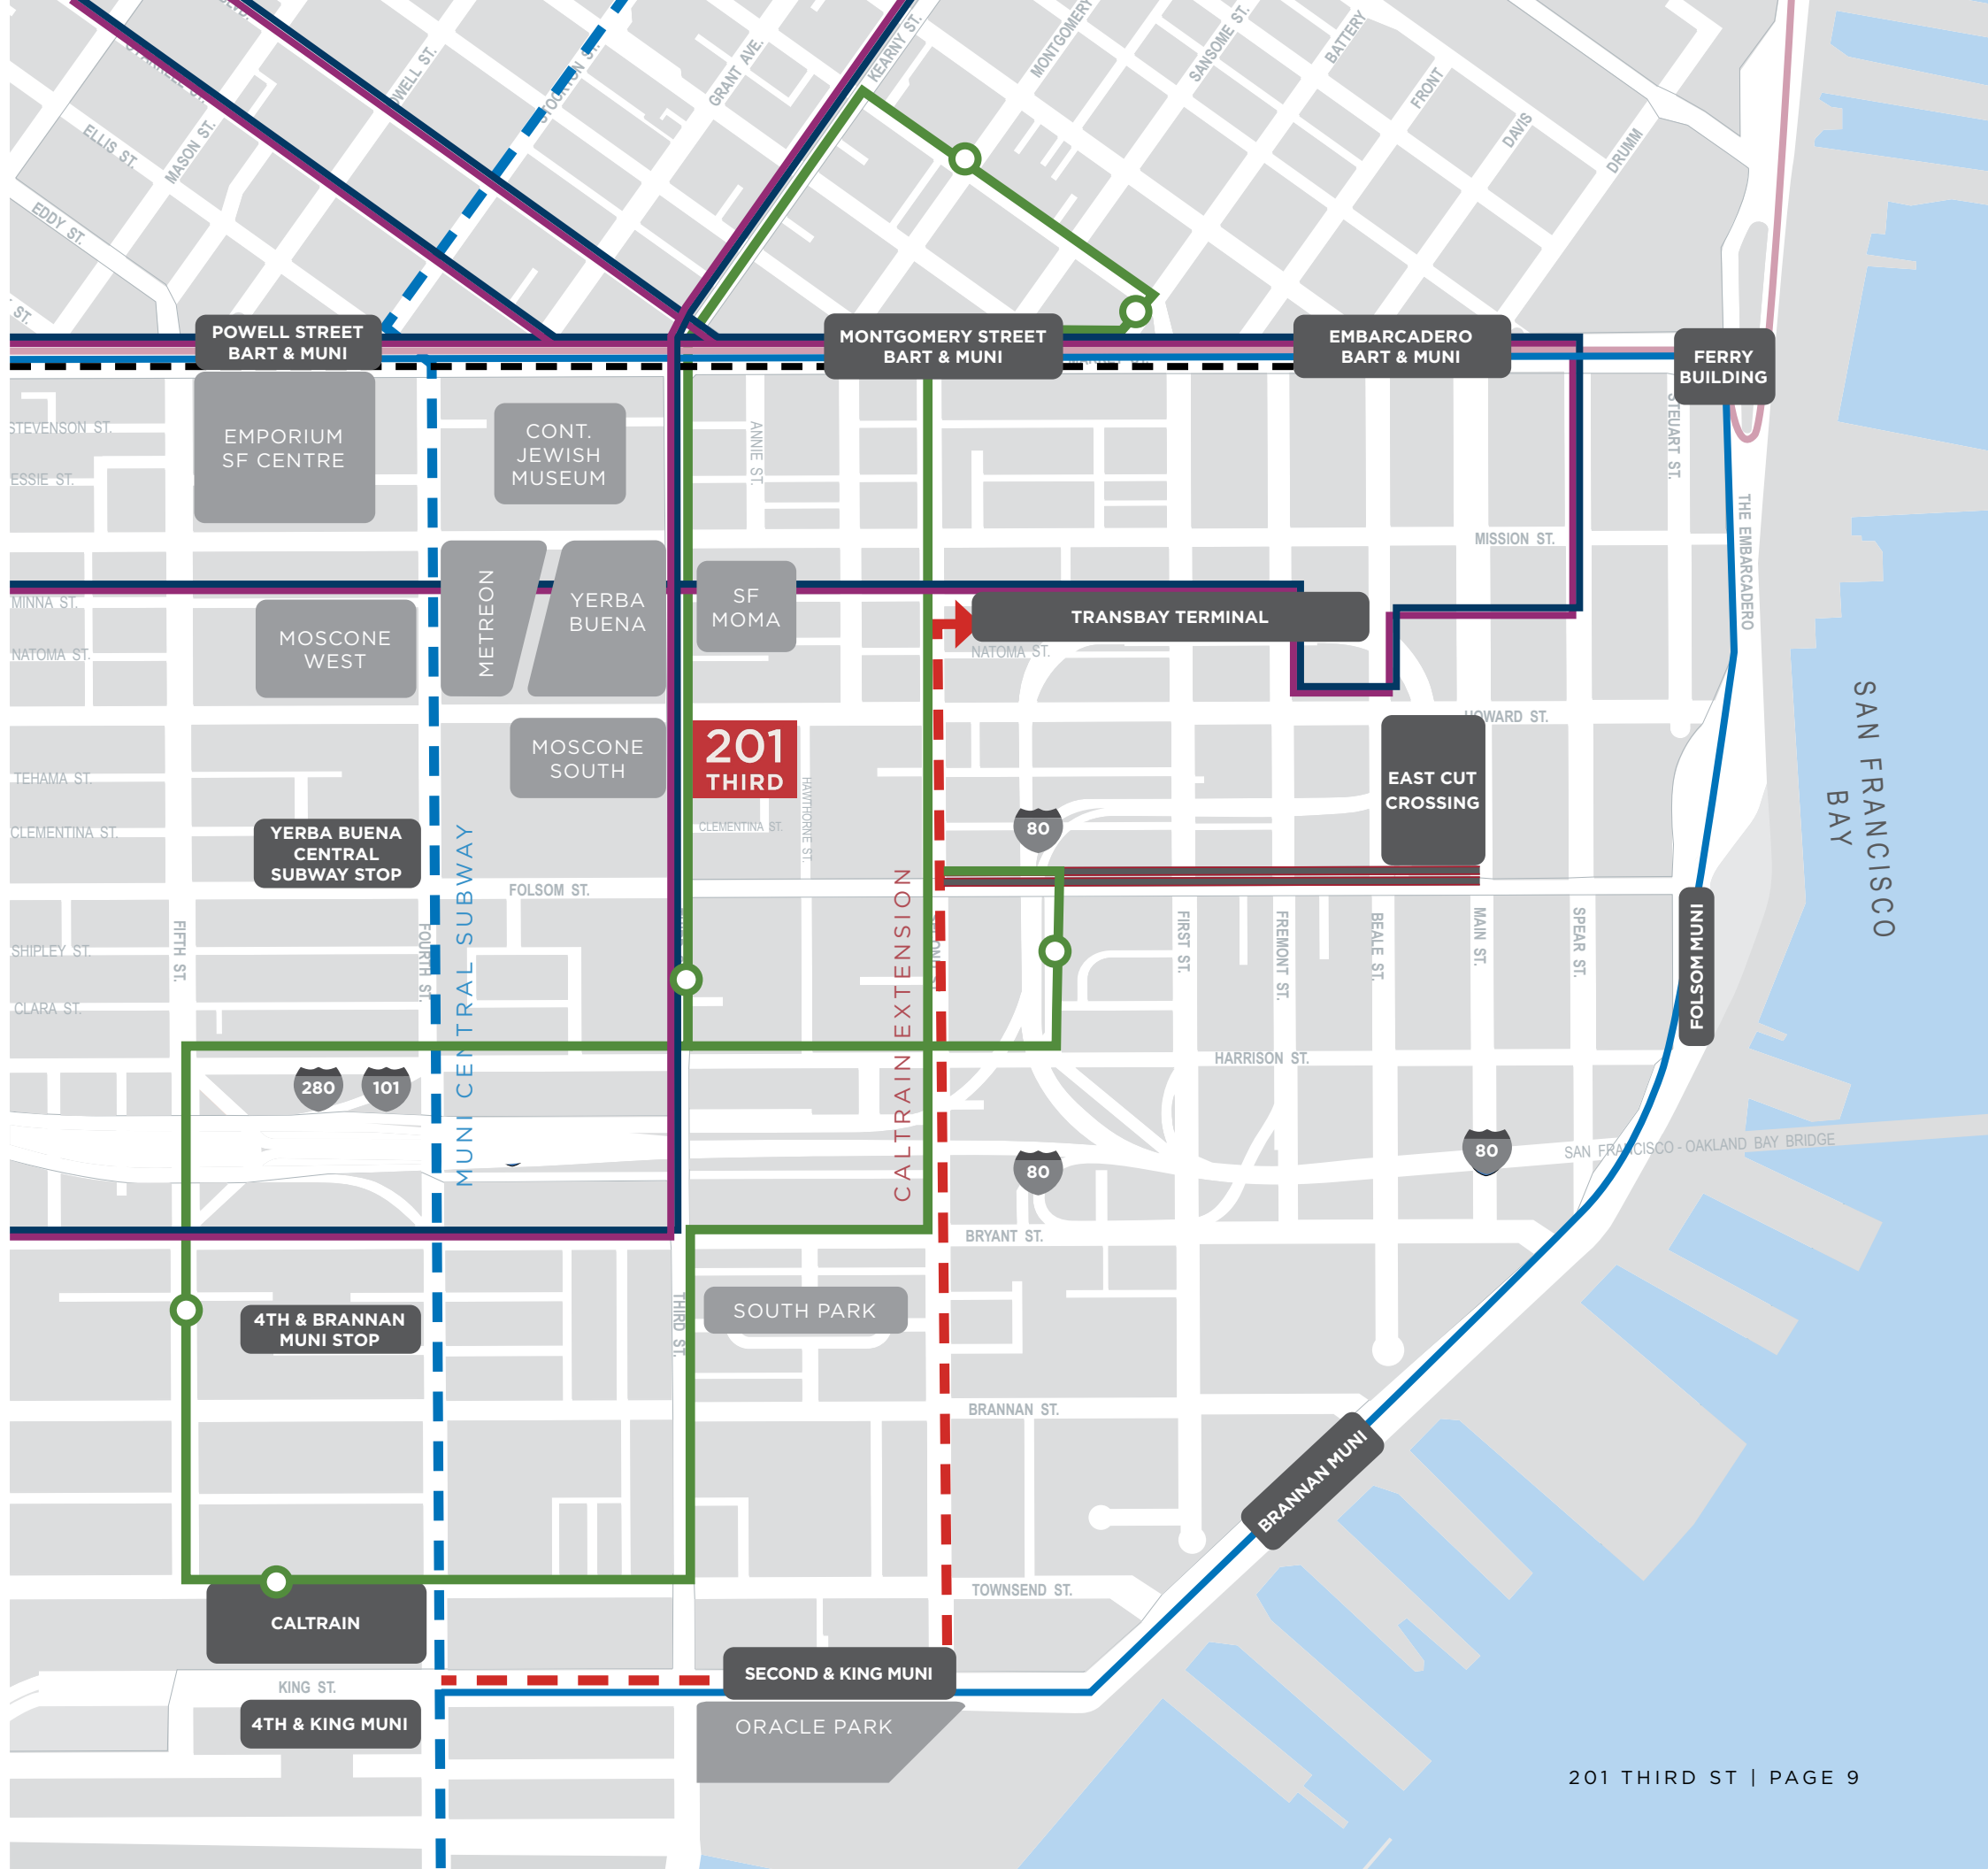 KEARNY ST.
MONTGOMERY
SANSOME ST.
BATTERY
FRONT
DAVIS
DRUMM
GRANT AVE.
MASON ST.
ELLIS ST.
EDDY ST.
ST.
POWELL STREET
BART & MUNI
MONTGOMERY STREET
BART & MUNI
EMBARCADERO
BART & MUNI
FERRY
BUILDING
EMPORIUM
SF CENTRE
CONT.
JEWISH
MUSEUM
STEVENSON ST.
ESSIE ST.
ANNIE ST.
STEUART ST.
THE EMBARCADERO
MISSION ST.
METREON
YERBA
BUENA
SF
MOMA
TRANSBAY TERMINAL
MINNA ST.
MOSCONE
WEST
NATOMA ST.
NATOMA ST.
HOWARD ST.
MOSCONE
SOUTH
201
THIRD
TEHAMA ST.
HAWTHORNE ST.
CLEMENTINA ST.
CLEMENTINA ST.
80
EAST CUT
CROSSING
SAN FRANCISCO
BAY
YERBA BUENA
CENTRAL
SUBWAY STOP
FOLSOM ST.
MUNI CENTRAL SUBWAY
CALTRAIN EXTENSION
FIFTH ST.
FOURTH ST.
FIRST ST.
FREMONT ST.
BEALE ST.
MAIN ST.
SPEAR ST.
FOLSOM MUNI
SHIPLEY ST.
CLARA ST.
HARRISON ST.
280
101
80
80
SAN FRANCISCO - OAKLAND BAY BRIDGE
BRYANT ST.
4TH & BRANNAN
MUNI STOP
THIRD ST.
SOUTH PARK
BRANNAN ST.
BRANNAN MUNI
TOWNSEND ST.
CALTRAIN
SECOND & KING MUNI
KING ST.
4TH & KING MUNI
ORACLE PARK
201 THIRD ST | PAGE 9